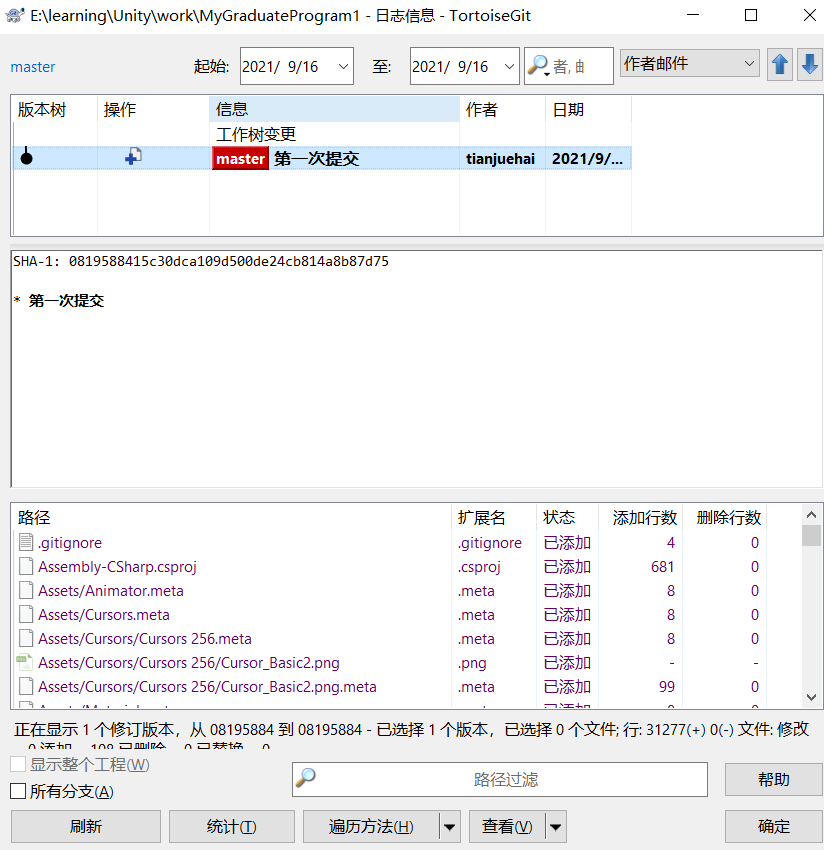 E:\learning\Unity\work\MyGraduateProgram1 - 日志信息 - TortoiseGit
master 起始: 2021/ 9/16 至: 2021/ 9/16 者, 邮 作者邮件
版本树 操作 信息 作者 日期
工作树变更
master 第一次提交 tianjuehai 2021/9/...
SHA-1: 0819588415c30dca109d500de24cb814a8b87d75
* 第一次提交
路径 扩展名 状态 添加行数 删除行数
.gitignore .gitignore 已添加 4 0
Assembly-CSharp.csproj .csproj 已添加 681 0
Assets/Animator.meta .meta 已添加 8 0
Assets/Cursors.meta .meta 已添加 8 0
Assets/Cursors/Cursors 256.meta .meta 已添加 8 0
Assets/Cursors/Cursors 256/Cursor_Basic2.png .png 已添加 - -
Assets/Cursors/Cursors 256/Cursor_Basic2.png.meta .meta 已添加 99 0
正在显示 1 个修订版本，从 08195884 到 08195884 - 已选择 1 个版本，已选择 0 个文件; 行: 31277(+) 0(-) 文件: 修改
显示整个工程(W)
路径过滤 帮助
所有分支(A)
刷新 统计(T) 遍历方法(H) 查看(V) 确定